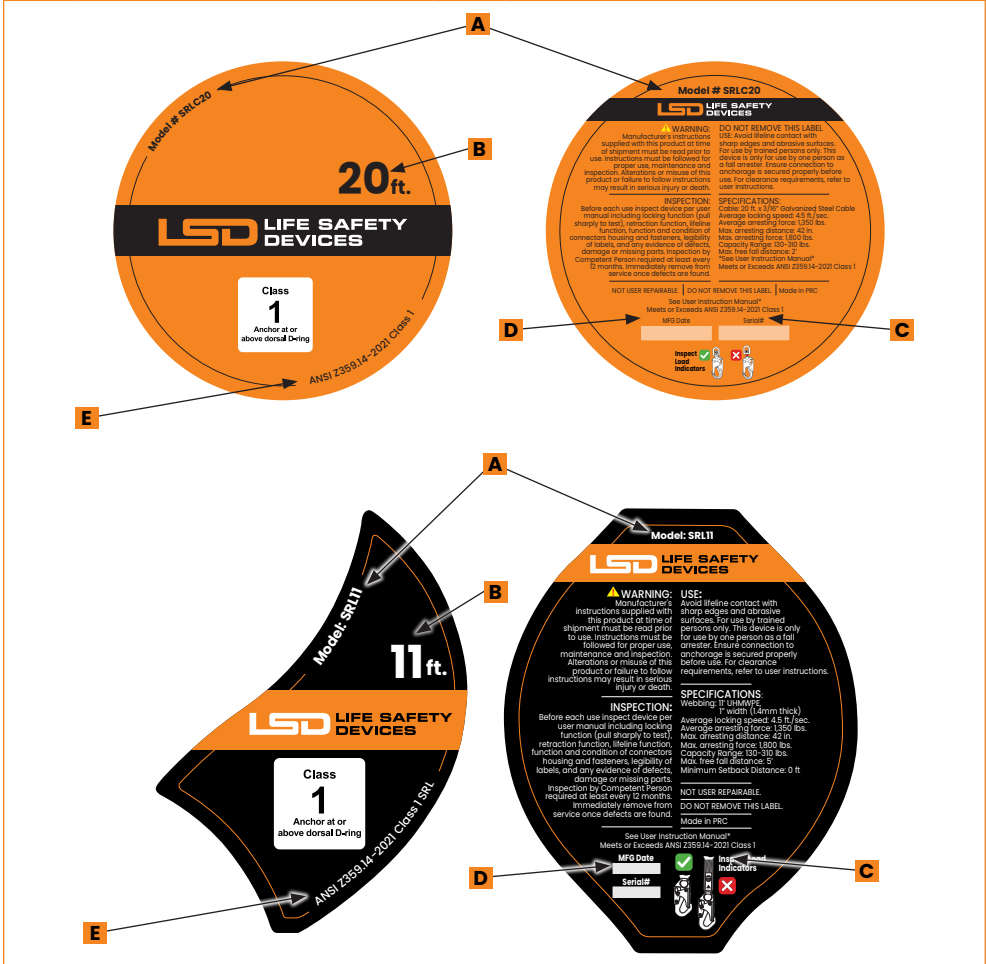 A
Model # SRLC20
B
20 ft.
LSD LIFE SAFETY
DEVICES
Class
1
Anchor at or
above dorsal D-ring
ANSI Z359.14-2021 Class 1
E
Model # SRLC20
LSD LIFE SAFETY
DEVICES
WARNING:
Manufacturer's instructions
supplied with this product at time
of shipment must be read prior to
use. Instructions must be followed for
proper use, maintenance and
inspection. Alterations or misuse of this
product or failure to follow instructions
may result in serious injury or death.
DO NOT REMOVE THIS LABEL
USE: Avoid lifeline contact with
sharp edges and abrasive surfaces.
For use by trained persons only. This
device is only for use by one person as
a fall arrester. Ensure connection to
anchorage is secured properly before
use. For clearance requirements, refer to
user instructions.
INSPECTION:
Before each use inspect device per user
manual including locking function (pull
sharply to test), retraction function, lifeline
function, function and condition of
connectors housing and fasteners, legibility
of labels, and any evidence of defects,
damage or missing parts. Inspection by
Competent Person required at least every
12 months. Immediately remove from
service once defects are found.
SPECIFICATIONS:
Cable: 20 ft. x 3/16" Galvanized Steel Cable
Average locking speed: 4.5 ft./sec.
Average arresting force: 1,350 lbs.
Max. arresting distance: 42 in.
Max. arresting force: 1,800 lbs.
Capacity Range: 130-310 lbs.
Max. free fall distance: 2'
*See User Instruction Manual*
Meets or Exceeds ANSI Z359.14-2021 Class 1
NOT USER REPAIRABLE. DO NOT REMOVE THIS LABEL. Made in PRC
See User Instruction Manual*
Meets or Exceeds ANSI Z359.14-2021 Class 1
D
MFG Date
Serial#
C
Inspect
Load
Indicators
A
Model: SRL11
B
11 ft.
LSD LIFE SAFETY
DEVICES
Class
1
Anchor at or
above dorsal D-ring
ANSI Z359.14-2021 Class 1 SRL
E
Model: SRL11
LSD LIFE SAFETY
DEVICES
WARNING:
Manufacturer's
instructions supplied with
this product at time of
shipment must be read prior
to use. Instructions must be
followed for proper use,
maintenance and inspection.
Alterations or misuse of this
product or failure to follow
instructions may result in serious
injury or death.
USE:
Avoid lifeline contact with
sharp edges and abrasive
surfaces. For use by trained
persons only. This device is only
for use by one person as a fall
arrester. Ensure connection to
anchorage is secured properly
before use. For clearance
requirements, refer to user instructions.
INSPECTION:
Before each use inspect device per
user manual including locking
function (pull sharply to test),
retraction function, lifeline function,
function and condition of connectors
housing and fasteners, legibility of
labels, and any evidence of defects,
damage or missing parts.
Inspection by Competent Person
required at least every 12 months.
Immediately remove from
service once defects are found.
SPECIFICATIONS:
Webbing: 11' UHMWPE,
1" width (1.4mm thick)
Average locking speed: 4.5 ft./sec.
Average arresting force: 1,350 lbs.
Max. arresting distance: 42 in.
Max. arresting force: 1,800 lbs.
Capacity Range: 130-310 lbs.
Max. free fall distance: 5'
Minimum Setback Distance: 0 ft
NOT USER REPAIRABLE.
DO NOT REMOVE THIS LABEL.
Made in PRC
See User Instruction Manual*
Meets or Exceeds ANSI Z359.14-2021 Class 1
D
MFG Date
Serial#
Inspect Load
Indicators
C